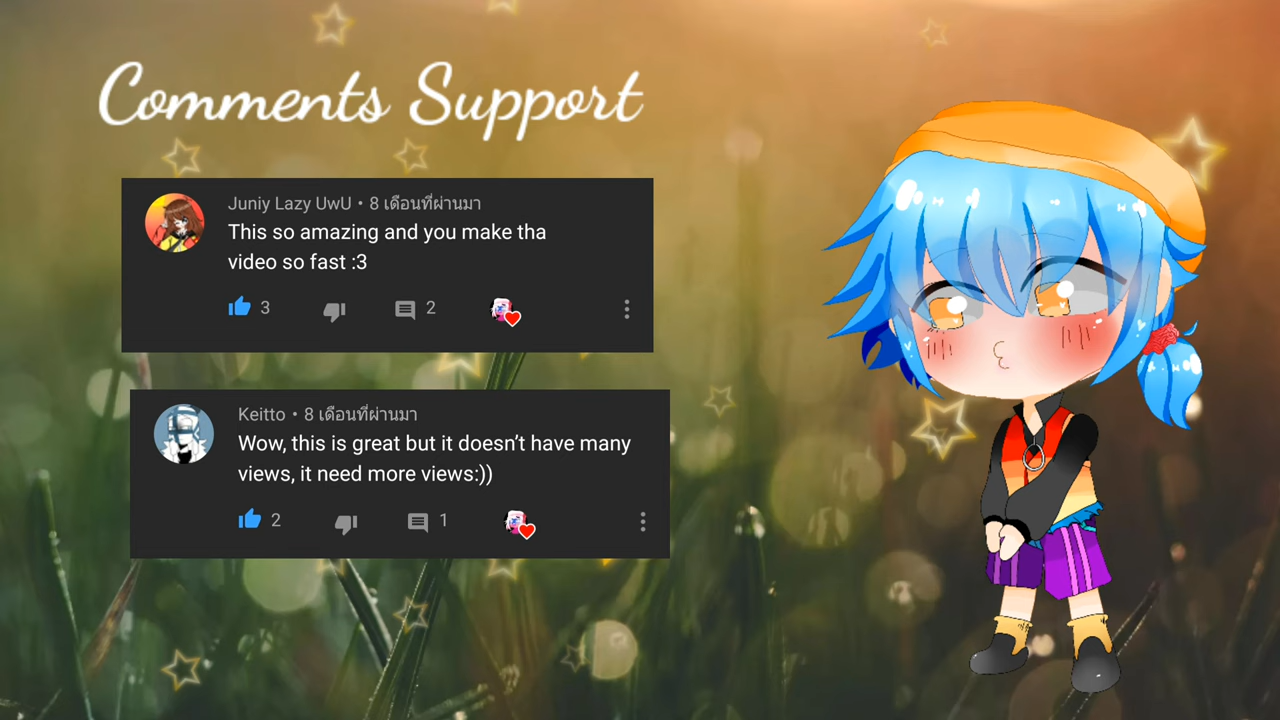 Comments Support
Juniy Lazy UwU • 8 เดือนที่ผ่านมา
This so amazing and you make tha
video so fast :3
3
2
Keitto • 8 เดือนที่ผ่านมา
Wow, this is great but it doesn’t have many
views, it need more views:))
2
1